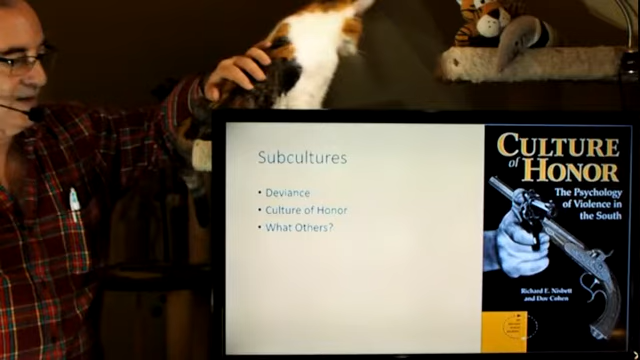 Subcultures
• Deviance
• Culture of Honor
• What Others?
CULTURE
of HONOR
The Psychology
of Violence in
the South
Richard E. Nisbett
and Dov Cohen